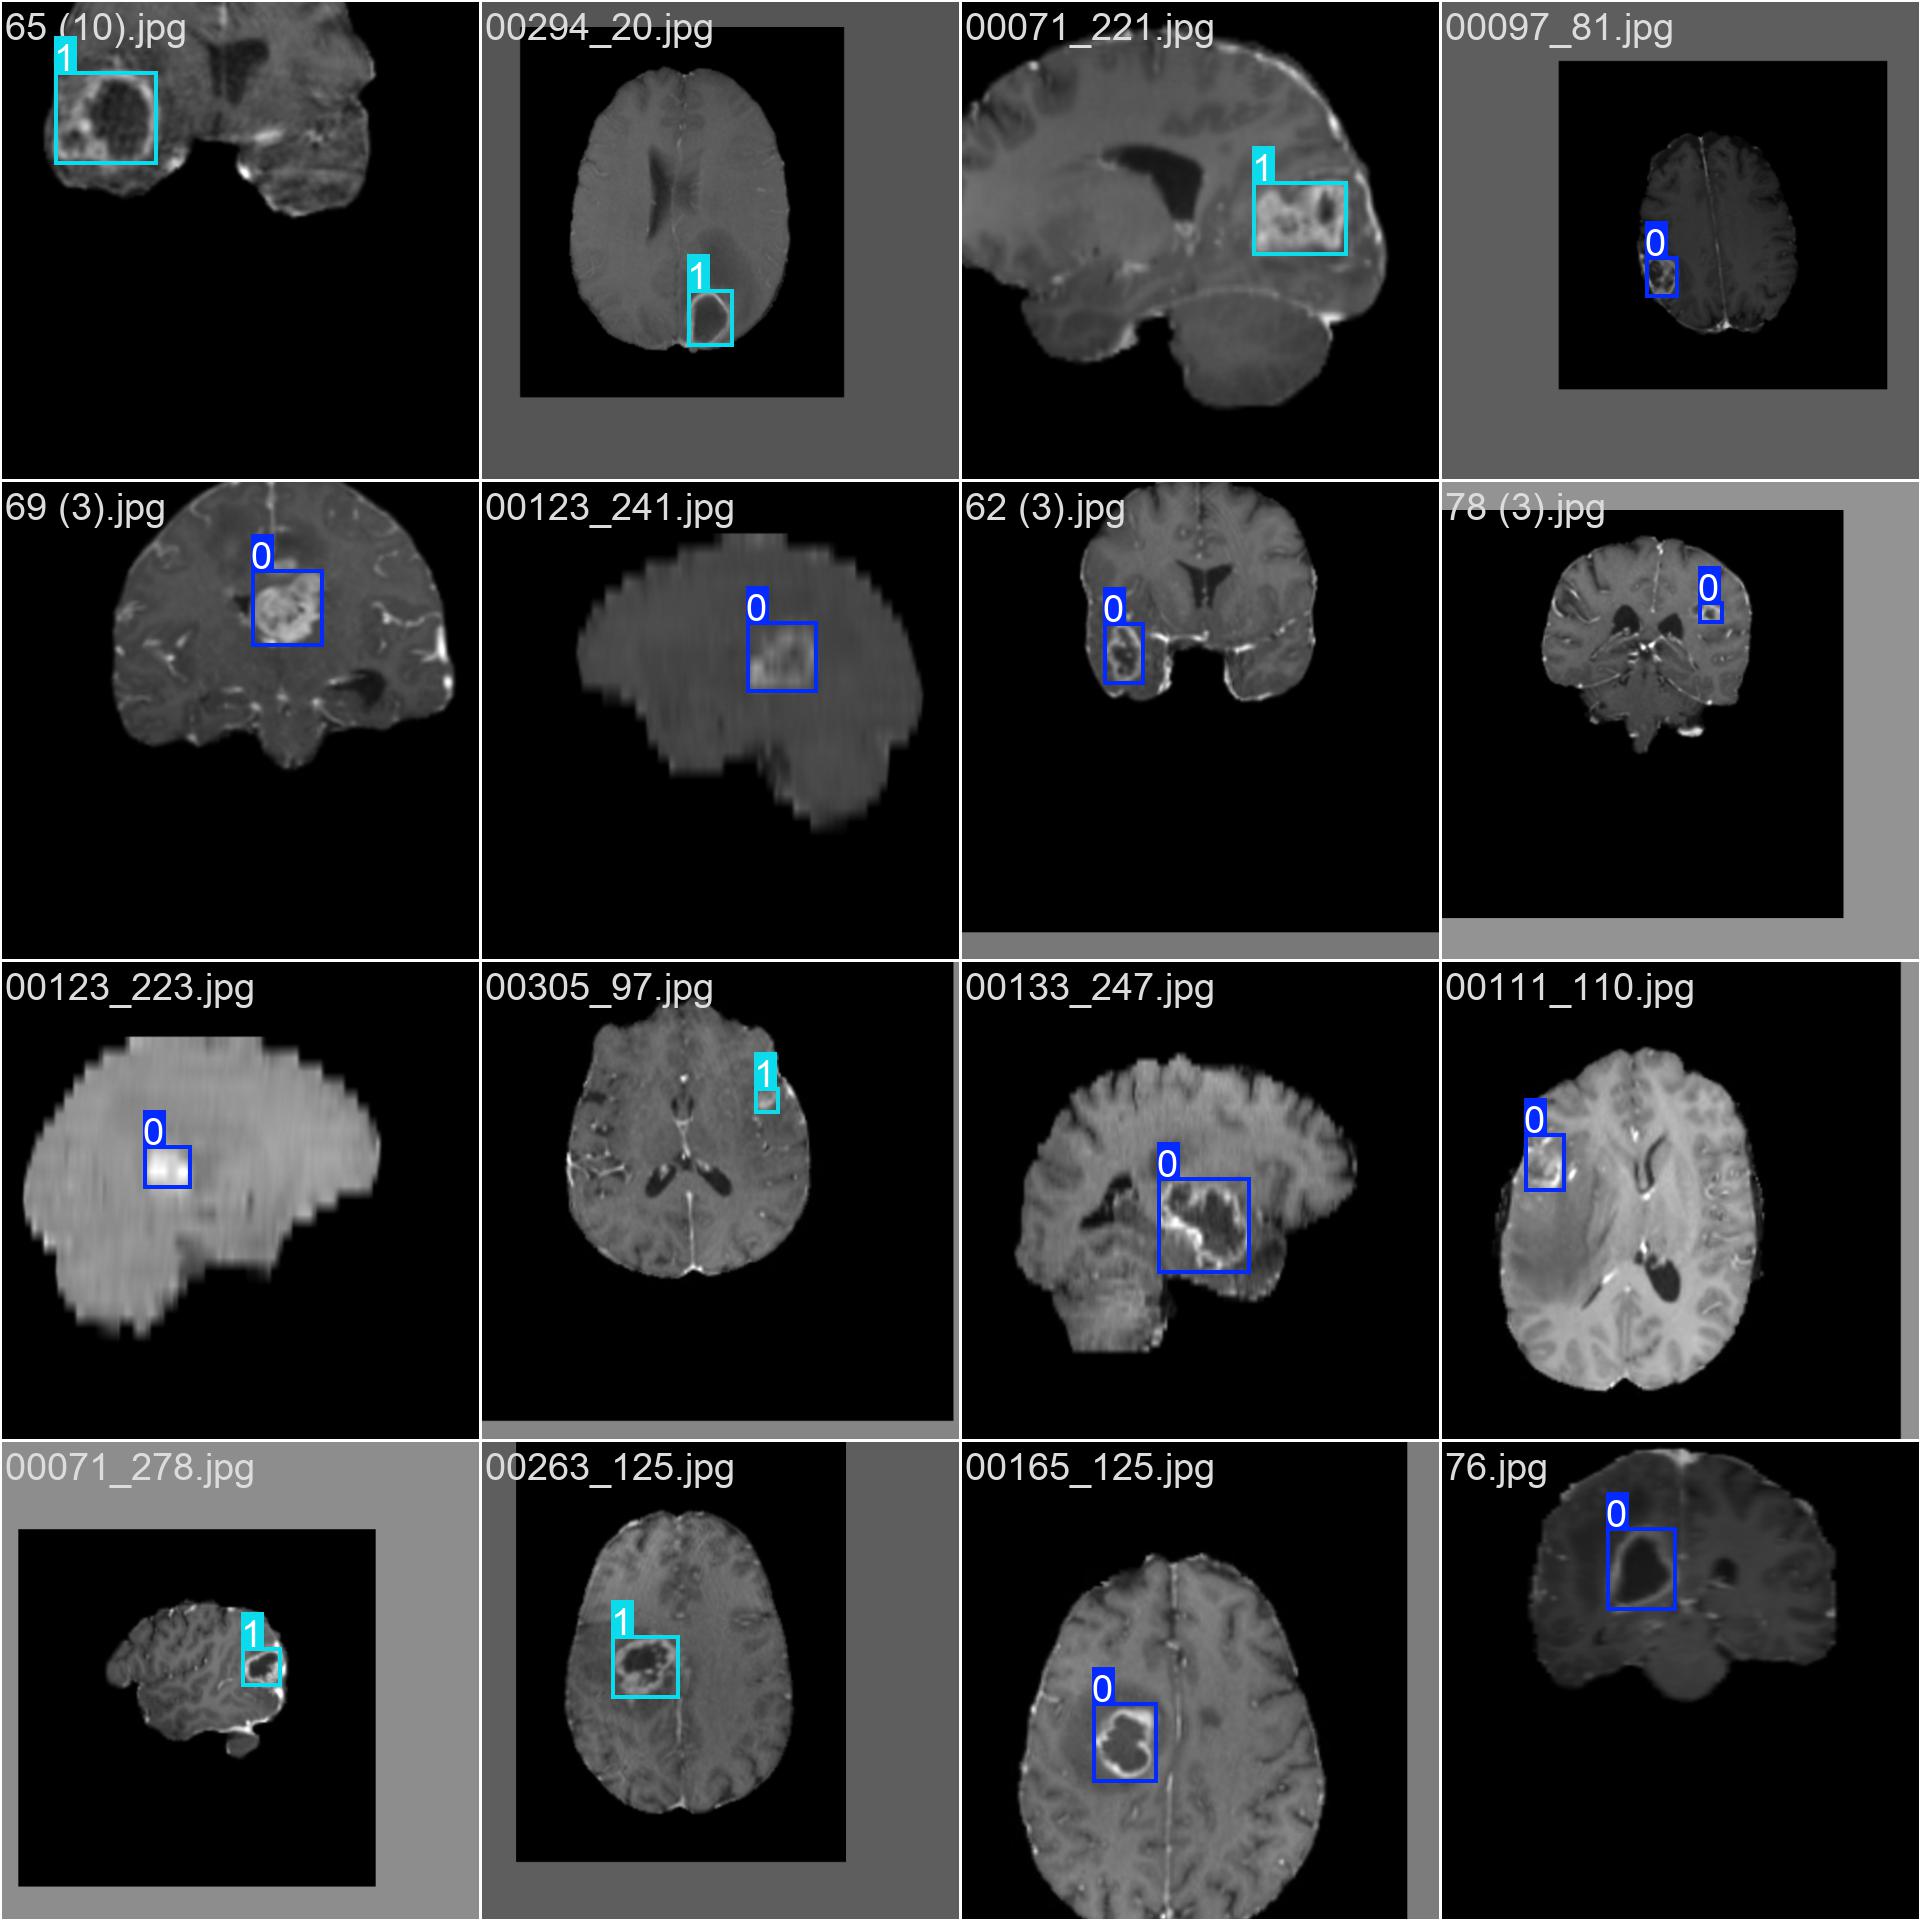 65 (10).jpg
1
00294_20.jpg
1
00071_221.jpg
1
00097_81.jpg
0
69 (3).jpg
0
00123_241.jpg
0
62 (3).jpg
0
78 (3).jpg
0
00123_223.jpg
0
00305_97.jpg
1
00133_247.jpg
0
00111_110.jpg
0
00071_278.jpg
1
00263_125.jpg
1
00165_125.jpg
0
76.jpg
0